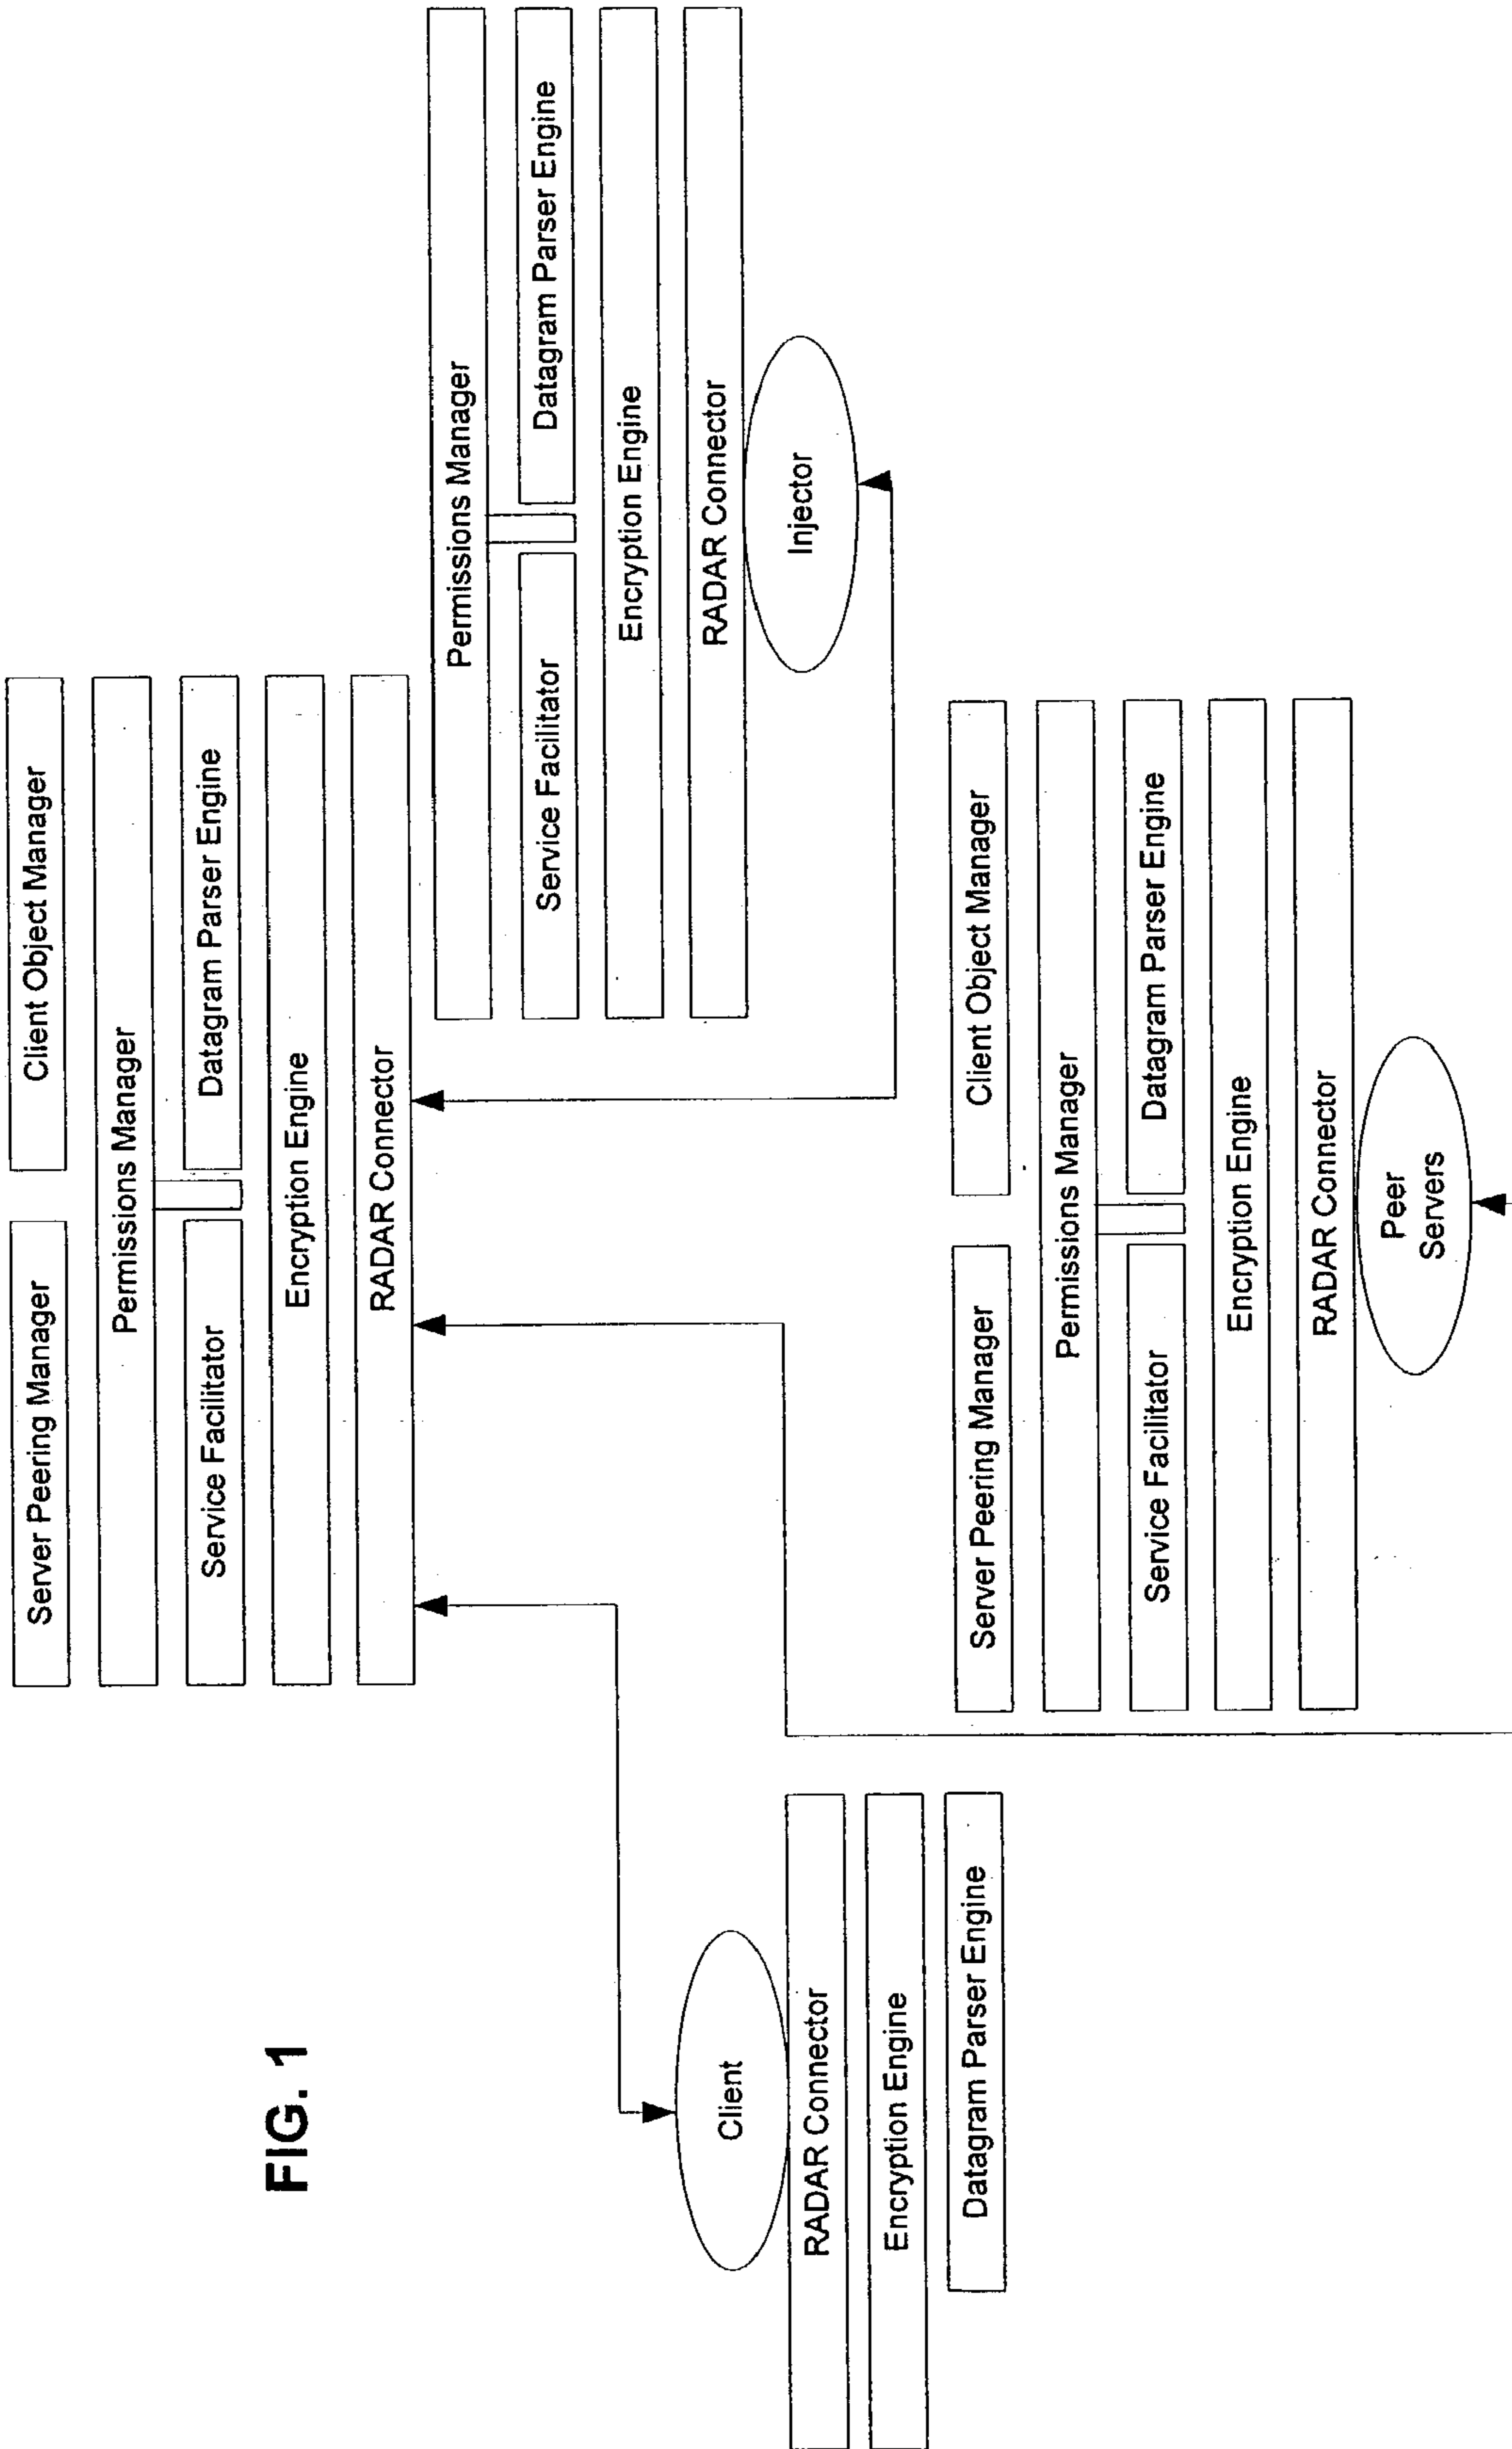 FIG. 1
Server Peering Manager
Client Object Manager
Permissions Manager
Service Facilitator
Datagram Parser Engine
Encryption Engine
RADAR Connector
Permissions Manager
Service Facilitator
Datagram Parser Engine
Encryption Engine
RADAR Connector
Injector
Client
RADAR Connector
Encryption Engine
Datagram Parser Engine
Server Peering Manager
Client Object Manager
Permissions Manager
Service Facilitator
Datagram Parser Engine
Encryption Engine
RADAR Connector
Peer
Servers